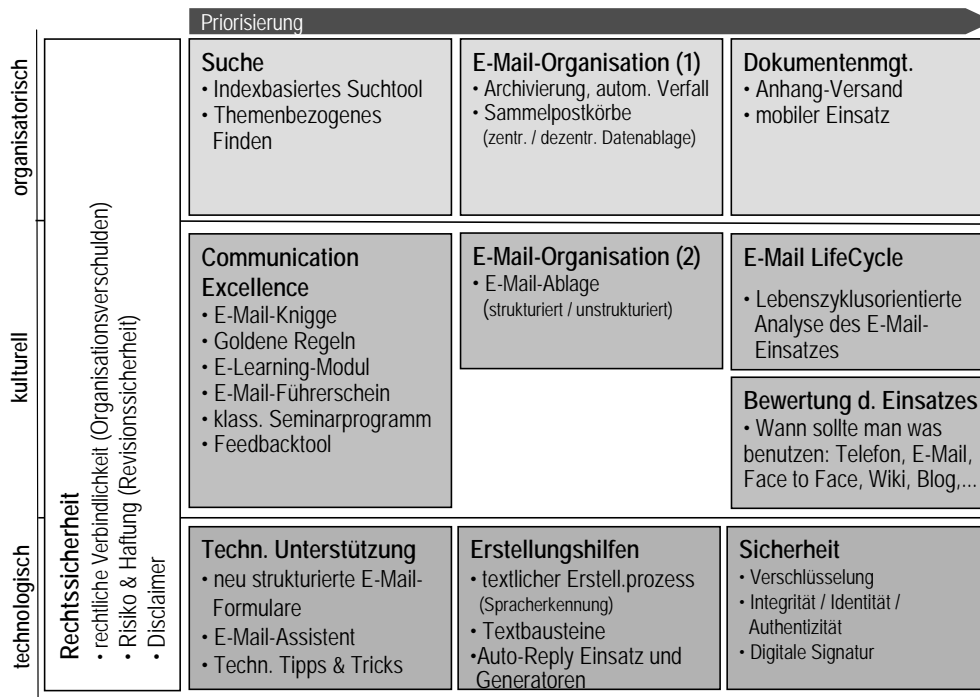 Priorisierung
organisatorisch
kulturell
technologisch
Rechtssicherheit
• rechtliche Verbindlichkeit (Organisationsverschulden)
• Risiko & Haftung (Revisionssicherheit)
• Disclaimer
Suche
• Indexbasiertes Suchtool
• Themenbezogenes
Finden
E-Mail-Organisation (1)
• Archivierung, autom. Verfall
• Sammelpostkörbe
(zentr. / dezentr. Datenablage)
Dokumentenmgt.
• Anhang-Versand
• mobiler Einsatz
Communication
Excellence
• E-Mail-Knigge
• Goldene Regeln
• E-Learning-Modul
• E-Mail-Führerschein
• klass. Seminarprogramm
• Feedbacktool
E-Mail-Organisation (2)
• E-Mail-Ablage
(strukturiert / unstrukturiert)
E-Mail LifeCycle
• Lebenszyklusorientierte
Analyse des E-Mail-
Einsatzes
Bewertung d. Einsatzes
• Wann sollte man was
benutzen: Telefon, E-Mail,
Face to Face, Wiki, Blog,...
Techn. Unterstützung
• neu strukturierte E-Mail-
Formulare
• E-Mail-Assistent
• Techn. Tipps & Tricks
Erstellungshilfen
• textlicher Erstell.prozess
(Spracherkennung)
• Textbausteine
• Auto-Reply Einsatz und
Generatoren
Sicherheit
• Verschlüsselung
• Integrität / Identität /
Authentizität
• Digitale Signatur